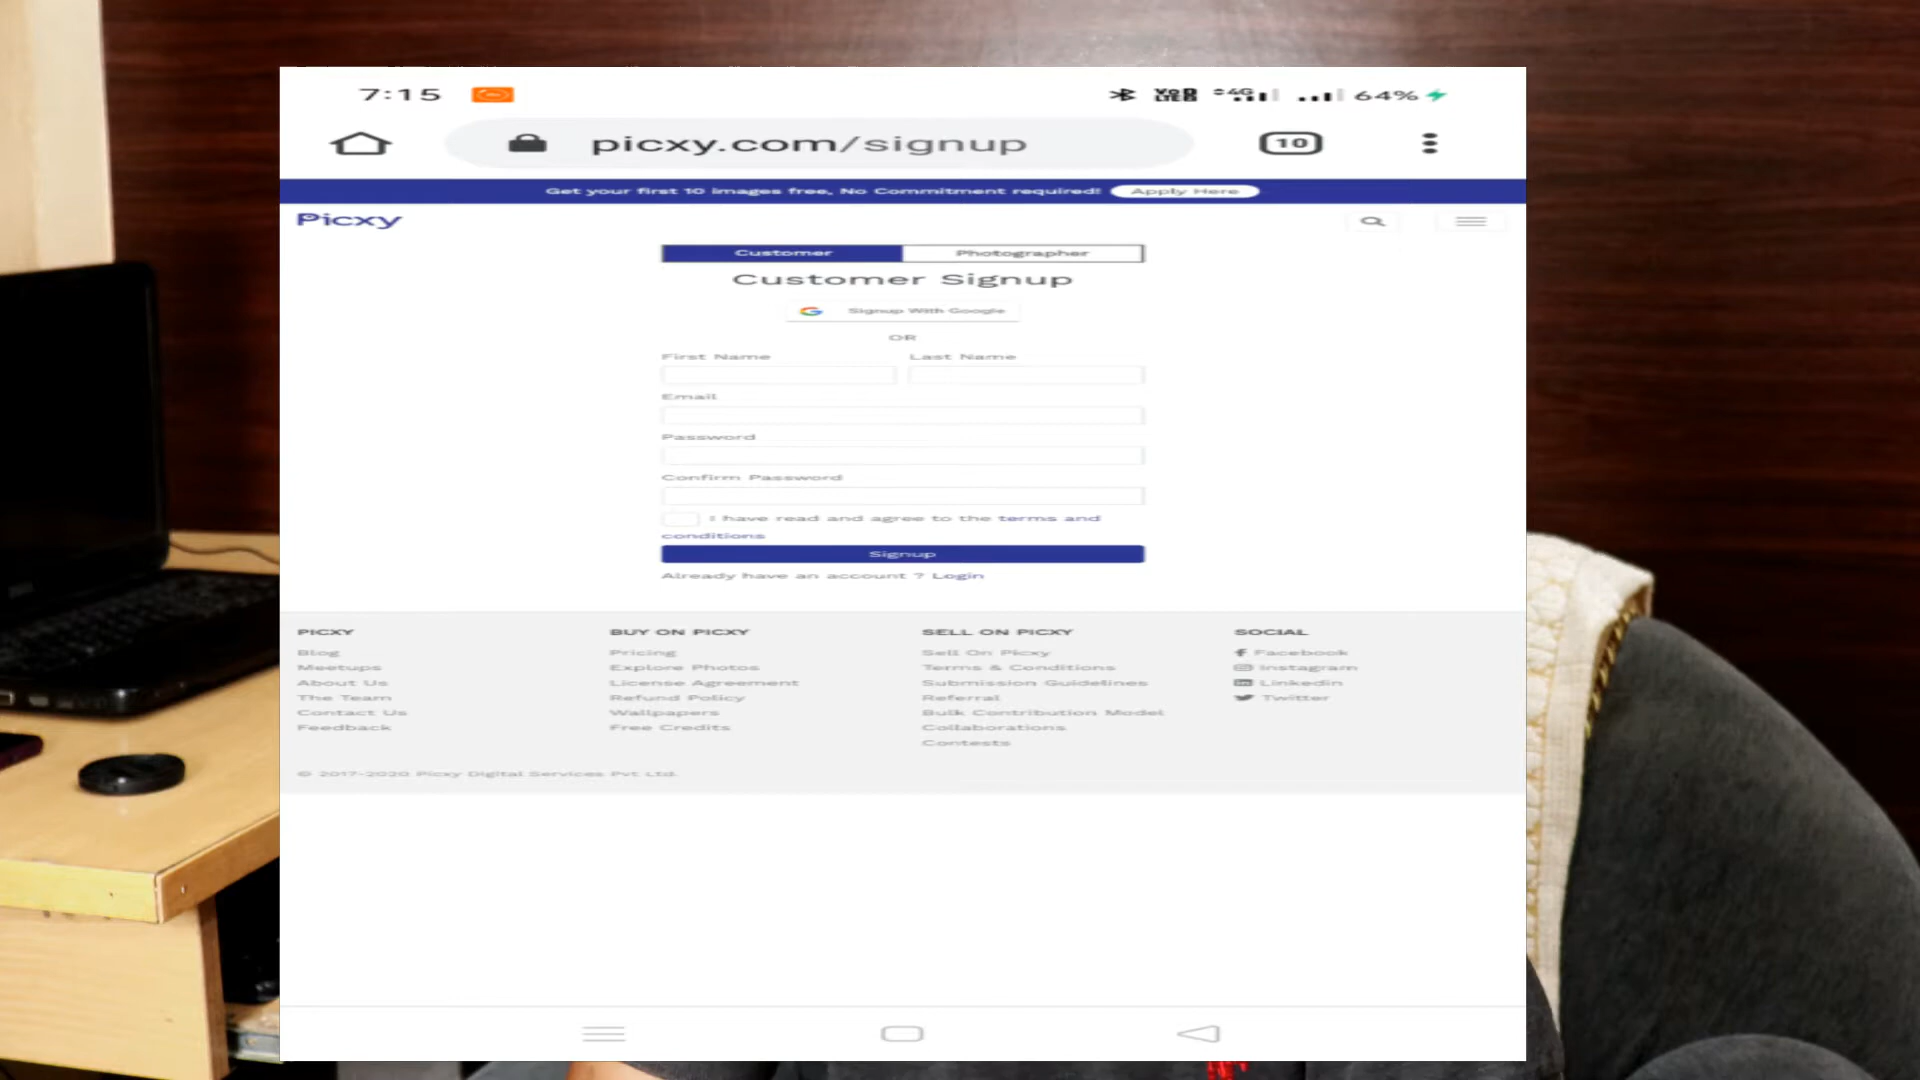 7:15 VoD LTE 4G 64%
picxy.com/signup 10
Get your first 10 images free, No Commitment required! Apply Here
Picxy
Customer Photographer
Customer Signup
Signup With Google
OR
First Name Last Name
Email
Password
Confirm Password
I have read and agree to the terms and
conditions
Signup
Already have an account ? Login
PICXY BUY ON PICXY SELL ON PICXY SOCIAL
Blog Pricing Sell On Picxy Facebook
Meetups Explore Photos Terms & Conditions Instagram
About Us License Agreement Submission Guidelines Linkedin
The Team Refund Policy Referral Twitter
Contact Us Wallpapers Bulk Contribution Model
Feedback Free Credits Collaborations
Contests
© 2017-2020 Picxy Digital Services Pvt Ltd.